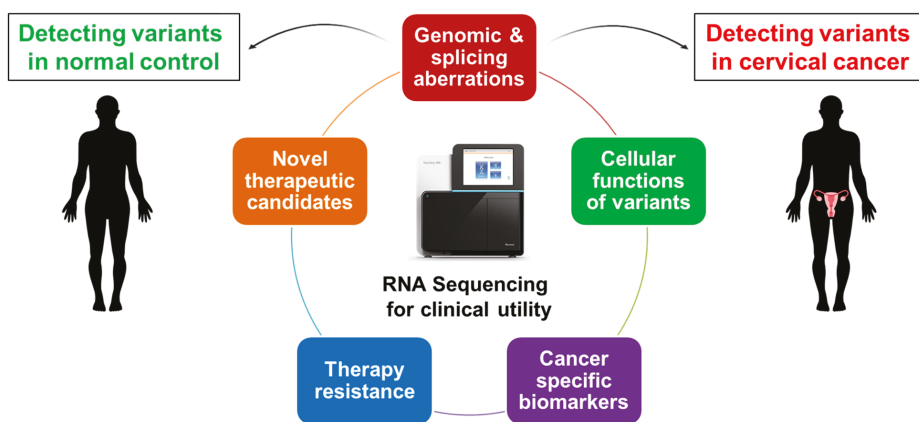 Detecting variants
in normal control
Genomic &
splicing
aberrations
Detecting variants
in cervical cancer
Novel
therapeutic
candidates
Cellular
functions
of variants
RNA Sequencing
for clinical utility
Therapy
resistance
Cancer
specific
biomarkers